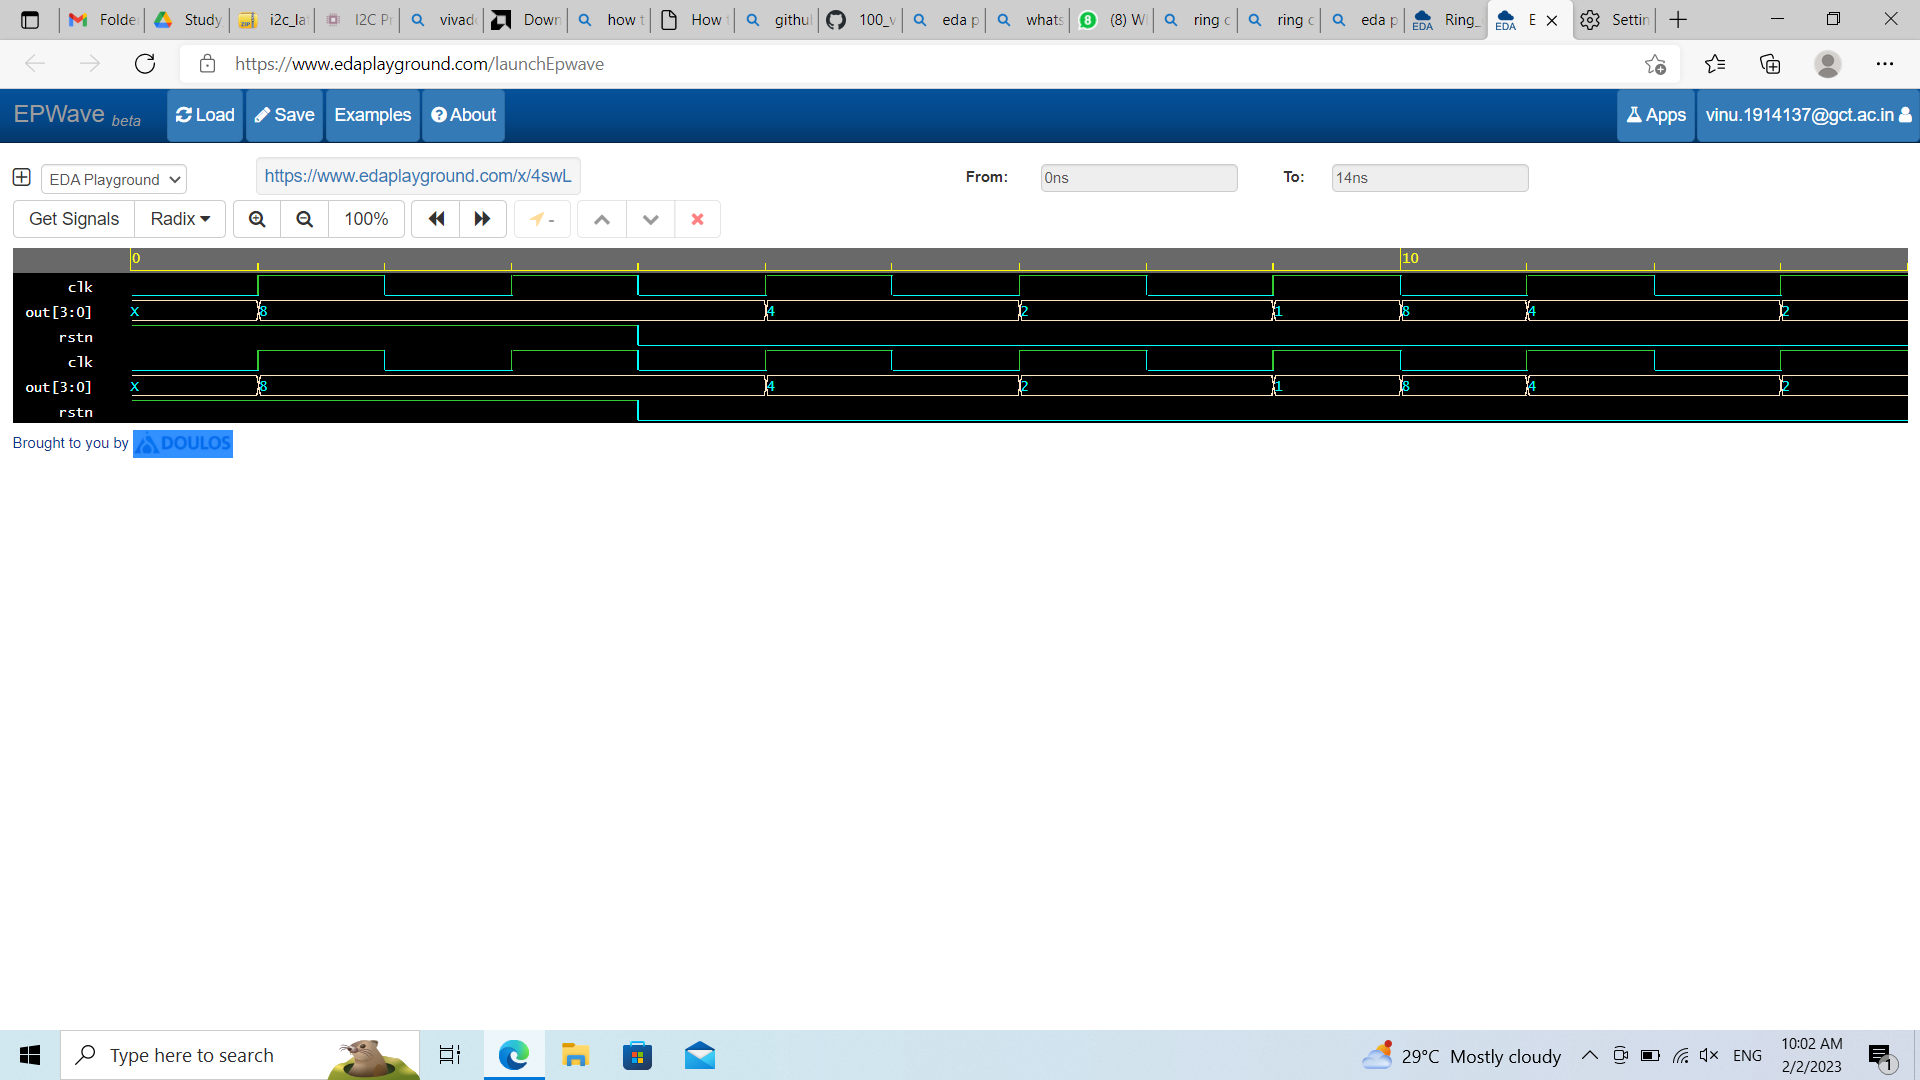 Folde Study i2c_la I2C Pr vivad Down how t How githu 100_v eda p whats (8) W ring c ring c eda p Ring_ E Settin
https://www.edaplayground.com/launchEpwave
EPWave beta Load Save Examples About Apps vinu.1914137@gct.ac.in
EDA Playground https://www.edaplayground.com/x/4swL From: 0ns To: 14ns
Get Signals Radix 100% -
0 10
clk
out[3:0] X 8 4 2 1 8 4 2
rstn
clk
out[3:0] X 8 4 2 1 8 4 2
rstn
Brought to you by DOULOS
Type here to search 29°C Mostly cloudy ENG 10:02 AM
2/2/2023 1